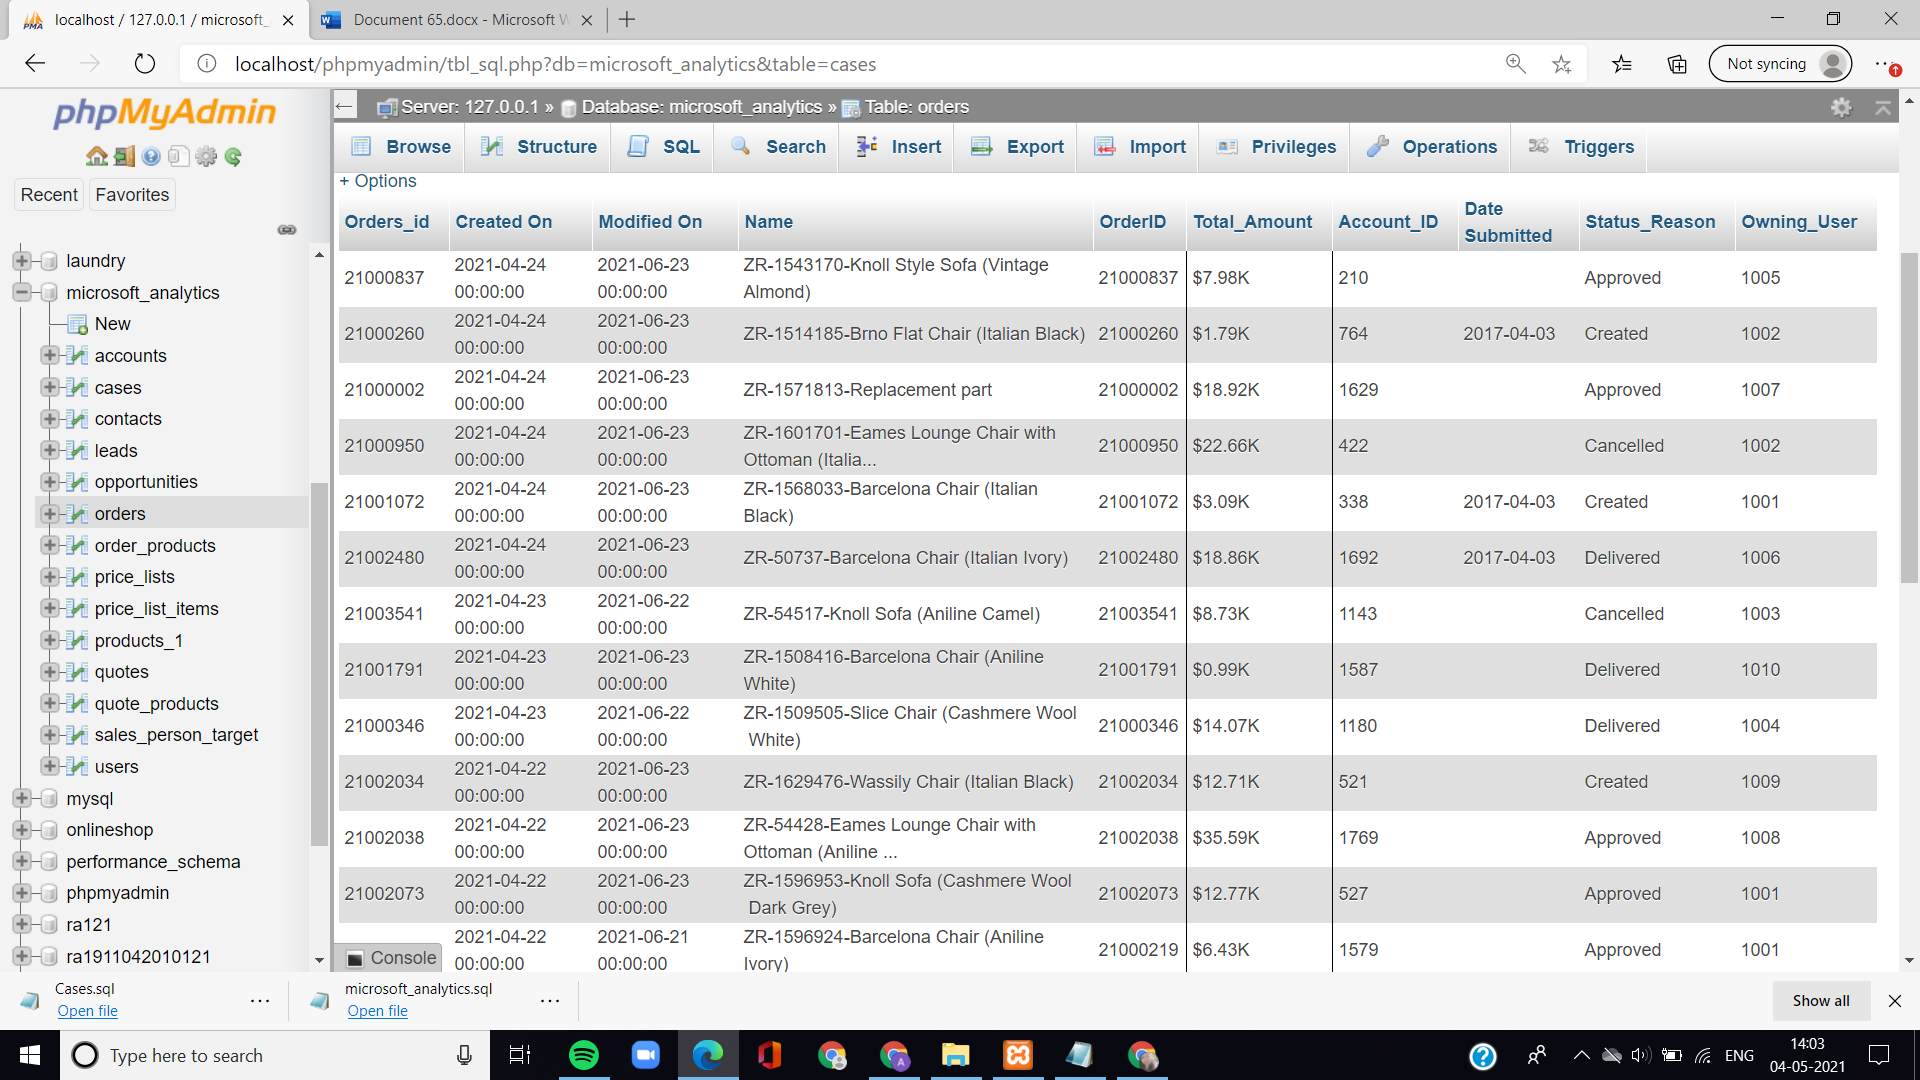 localhost / 127.0.0.1 / microsoft_
Document 65.docx - Microsoft W
localhost/phpmyadmin/tbl_sql.php?db=microsoft_analytics&table=cases
Not syncing
phpMyAdmin
Recent
Favorites
laundry
microsoft_analytics
New
accounts
cases
contacts
leads
opportunities
orders
order_products
price_lists
price_list_items
products_1
quotes
quote_products
sales_person_target
users
mysql
onlineshop
performance_schema
phpmyadmin
ra121
ra1911042010121
Server: 127.0.0.1 » Database: microsoft_analytics » Table: orders
Browse Structure SQL Search Insert Export Import Privileges Operations Triggers
+ Options
Orders_id Created On Modified On Name OrderID Total_Amount Account_ID Date Submitted Status_Reason Owning_User
21000837 2021-04-24 00:00:00 2021-06-23 00:00:00 ZR-1543170-Knoll Style Sofa (Vintage Almond) 21000837 $7.98K 210 Approved 1005
21000260 2021-04-24 00:00:00 2021-06-23 00:00:00 ZR-1514185-Brno Flat Chair (Italian Black) 21000260 $1.79K 764 2017-04-03 Created 1002
21000002 2021-04-24 00:00:00 2021-06-23 00:00:00 ZR-1571813-Replacement part 21000002 $18.92K 1629 Approved 1007
21000950 2021-04-24 00:00:00 2021-06-23 00:00:00 ZR-1601701-Eames Lounge Chair with Ottoman (Italia... 21000950 $22.66K 422 Cancelled 1002
21001072 2021-04-24 00:00:00 2021-06-23 00:00:00 ZR-1568033-Barcelona Chair (Italian Black) 21001072 $3.09K 338 2017-04-03 Created 1001
21002480 2021-04-24 00:00:00 2021-06-23 00:00:00 ZR-50737-Barcelona Chair (Italian Ivory) 21002480 $18.86K 1692 2017-04-03 Delivered 1006
21003541 2021-04-23 00:00:00 2021-06-22 00:00:00 ZR-54517-Knoll Sofa (Aniline Camel) 21003541 $8.73K 1143 Cancelled 1003
21001791 2021-04-23 00:00:00 2021-06-23 00:00:00 ZR-1508416-Barcelona Chair (Aniline White) 21001791 $0.99K 1587 Delivered 1010
21000346 2021-04-23 00:00:00 2021-06-22 00:00:00 ZR-1509505-Slice Chair (Cashmere Wool White) 21000346 $14.07K 1180 Delivered 1004
21002034 2021-04-22 00:00:00 2021-06-23 00:00:00 ZR-1629476-Wassily Chair (Italian Black) 21002034 $12.71K 521 Created 1009
21002038 2021-04-22 00:00:00 2021-06-23 00:00:00 ZR-54428-Eames Lounge Chair with Ottoman (Aniline ... 21002038 $35.59K 1769 Approved 1008
21002073 2021-04-22 00:00:00 2021-06-23 00:00:00 ZR-1596953-Knoll Sofa (Cashmere Wool Dark Grey) 21002073 $12.77K 527 Approved 1001
2021-04-22 00:00:00 2021-06-21 00:00:00 ZR-1596924-Barcelona Chair (Aniline Ivory) 21000219 $6.43K 1579 Approved 1001
Console
Cases.sql
Open file
microsoft_analytics.sql
Open file
Show all
Type here to search
ENG
14:03
04-05-2021